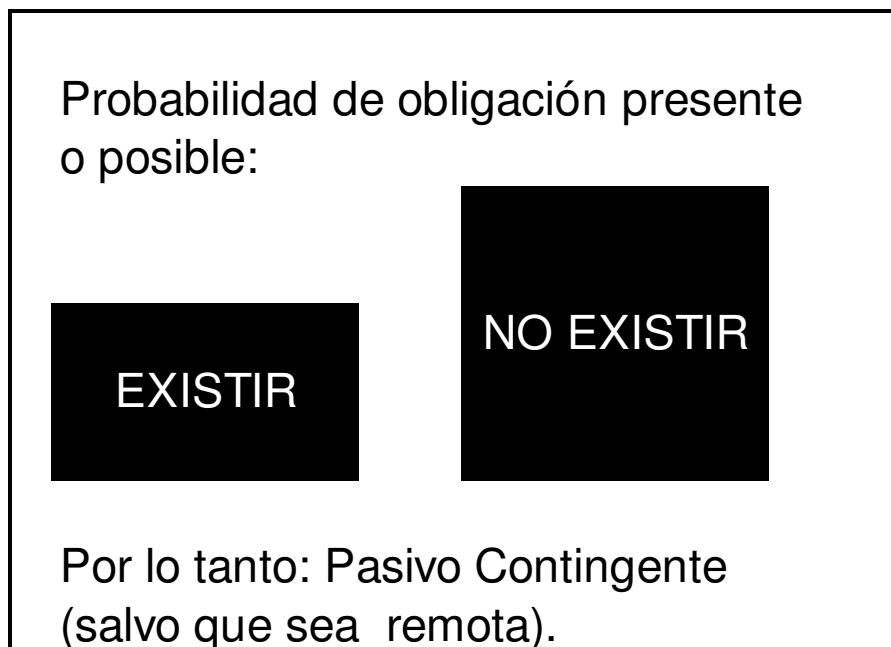 Probabilidad de obligación presente
o posible:
NO EXISTIR
EXISTIR
Por lo tanto: Pasivo Contingente
(salvo que sea remota).